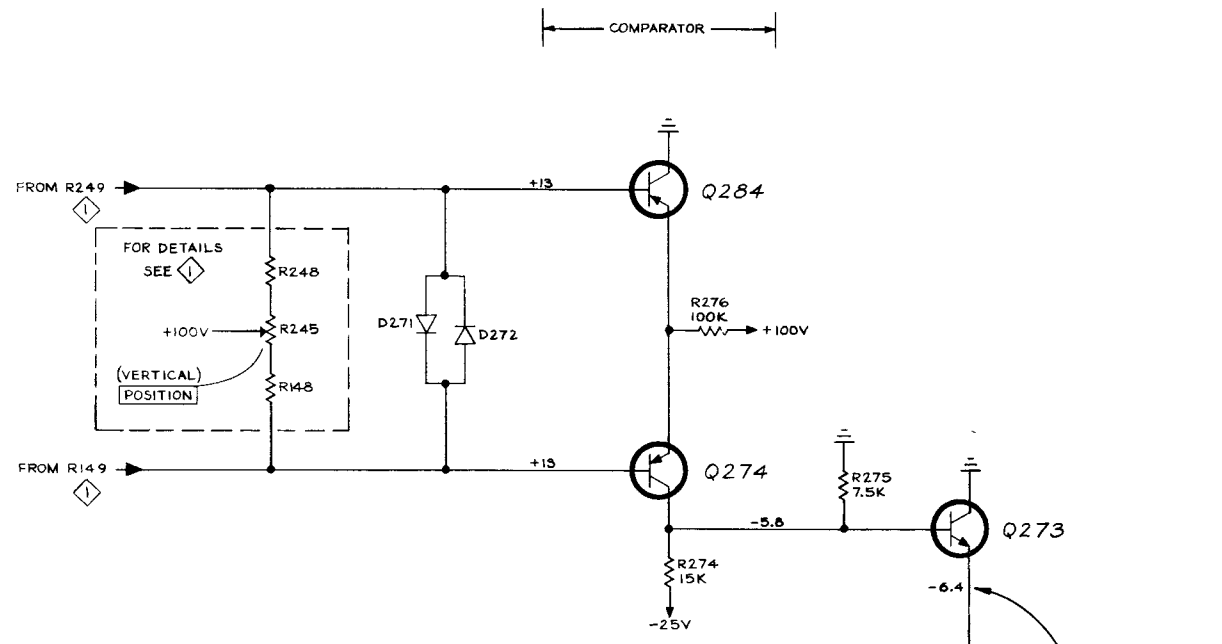 COMPARATOR
FROM R249
1
+13
Q284
FOR DETAILS
SEE 1
R248
+100V
R245
(VERTICAL)
POSITION
R148
D271
D272
R276
100K
+100V
FROM R149
1
+13
Q274
R275
7.5K
-5.8
Q273
R274
15K
-25V
-6.4